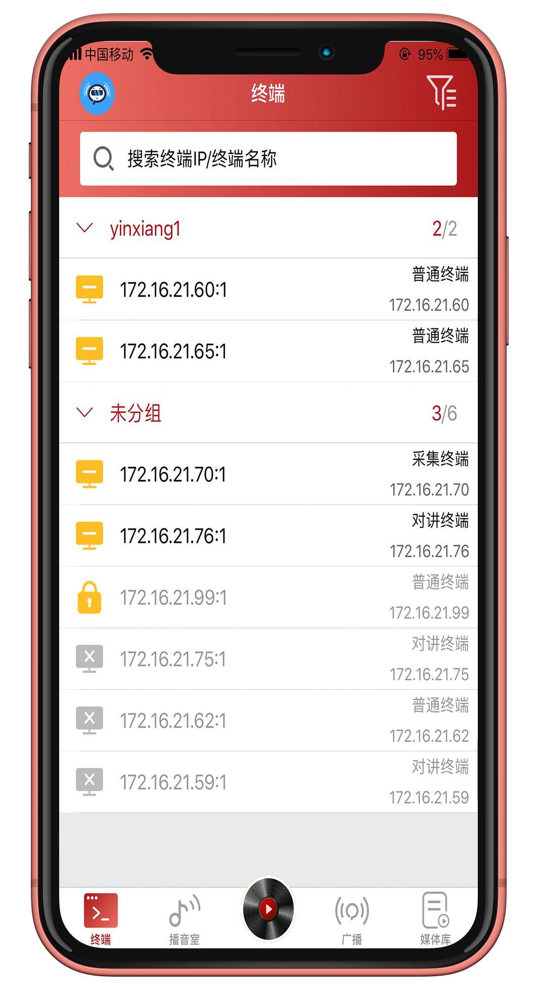 中国移动
95%
终端
搜索终端IP/终端名称
yinxiang1 2/2
172.16.21.60:1
普通终端
172.16.21.60
172.16.21.65:1
普通终端
172.16.21.65
未分组 3/6
172.16.21.70:1
采集终端
172.16.21.70
172.16.21.76:1
对讲终端
172.16.21.76
172.16.21.99:1
普通终端
172.16.21.99
172.16.21.75:1
对讲终端
172.16.21.75
172.16.21.62:1
普通终端
172.16.21.62
172.16.21.59:1
对讲终端
172.16.21.59
终端
播音室
广播
媒体库